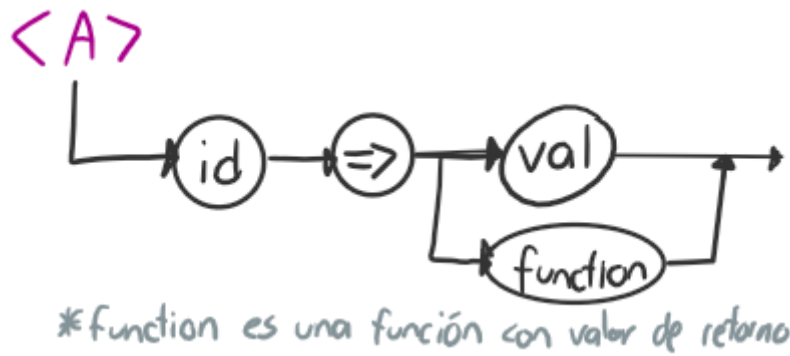 <A>
id => val
function
*function es una función con valor de retorno